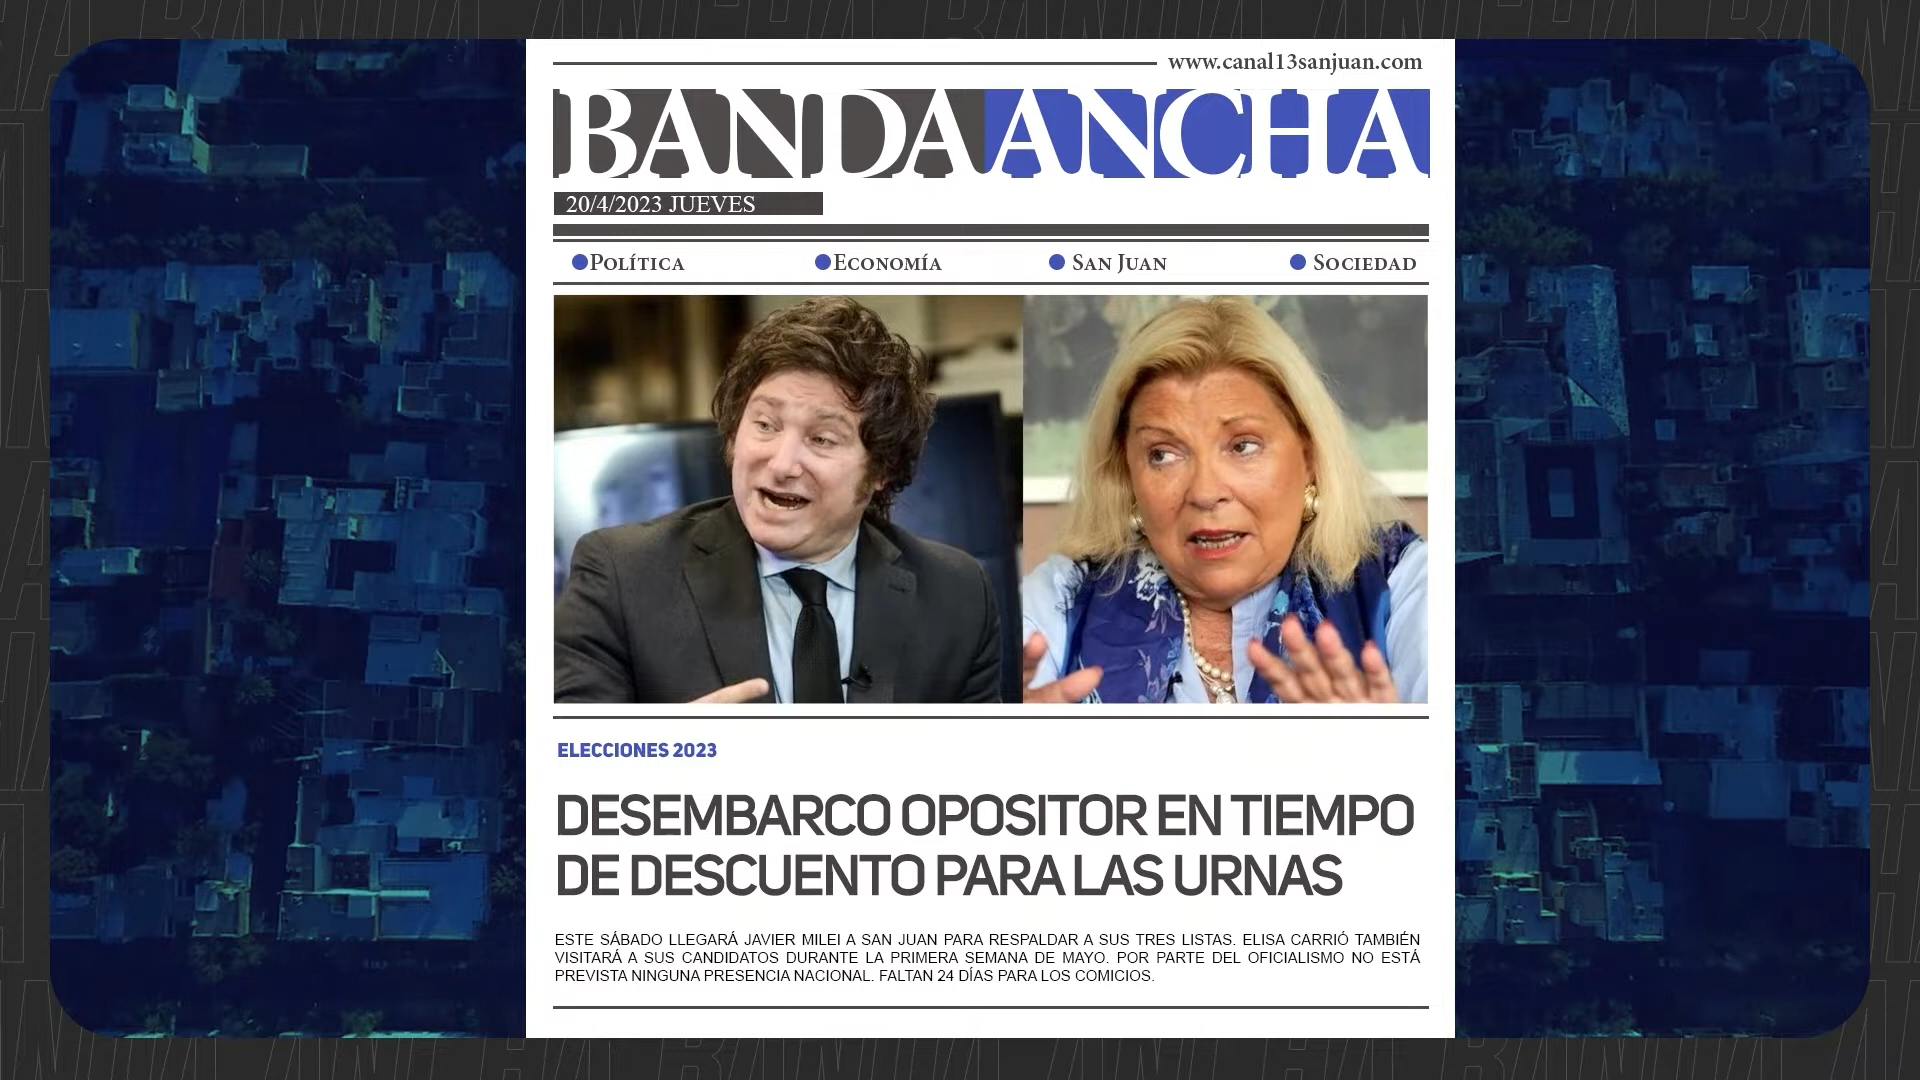 www.canal13sanjuan.com
BANDA ANCHA
20/4/2023 JUEVES
POLÍTICA ECONOMÍA SAN JUAN SOCIEDAD
ELECCIONES 2023
DESEMBARCO OPOSITOR EN TIEMPO
DE DESCUENTO PARA LAS URNAS
ESTE SÁBADO LLEGARÁ JAVIER MILEI A SAN JUAN PARA RESPALDAR A SUS TRES LISTAS. ELISA CARRIÓ TAMBIÉN
VISITARÁ A SUS CANDIDATOS DURANTE LA PRIMERA SEMANA DE MAYO. POR PARTE DEL OFICIALISMO NO ESTÁ
PREVISTA NINGUNA PRESENCIA NACIONAL. FALTAN 24 DÍAS PARA LOS COMICIOS.